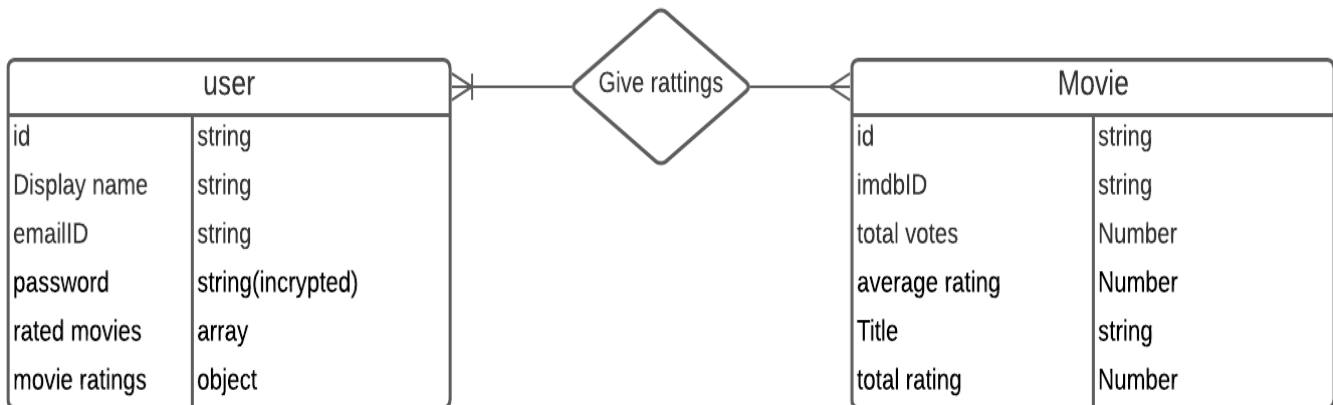 user
Give rattings
Movie
id string
Display name string
emailID string
password string(incrypted)
rated movies array
movie ratings object
id string
imdbID string
total votes Number
average rating Number
Title string
total rating Number